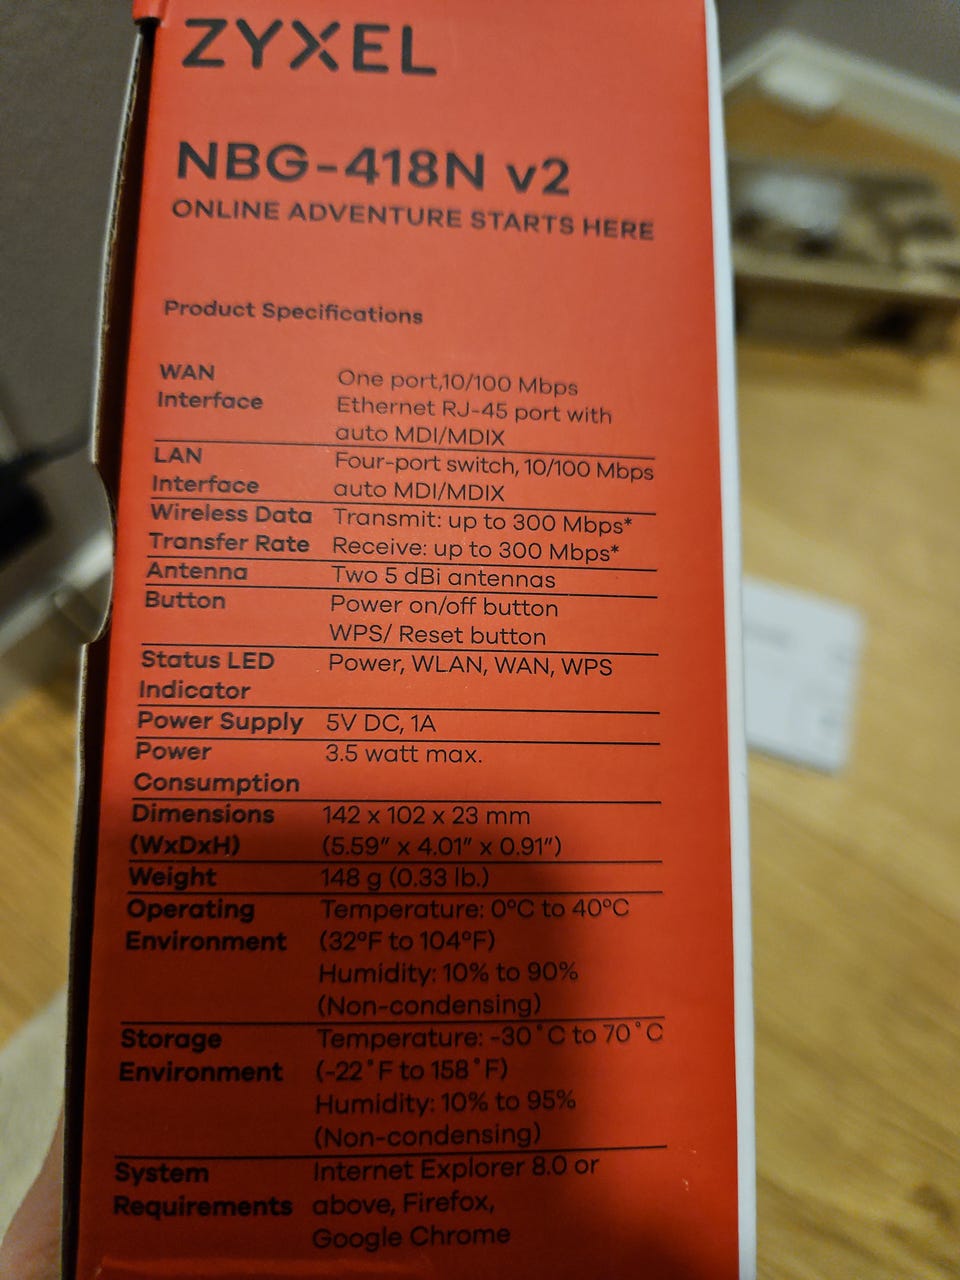 ZYXEL
NBG-418N v2
ONLINE ADVENTURE STARTS HERE
Product Specifications
WAN Interface One port,10/100 Mbps
Ethernet RJ-45 port with
auto MDI/MDIX
LAN Interface Four-port switch, 10/100 Mbps
auto MDI/MDIX
Wireless Data Transmit: up to 300 Mbps*
Transfer Rate Receive: up to 300 Mbps*
Antenna Two 5 dBi antennas
Button Power on/off button
WPS/ Reset button
Status LED Power, WLAN, WAN, WPS
Indicator
Power Supply 5V DC, 1A
Power 3.5 watt max.
Consumption
Dimensions 142 x 102 x 23 mm
(WxDxH) (5.59" x 4.01" x 0.91")
Weight 148 g (0.33 lb.)
Operating Temperature: 0°C to 40°C
Environment (32°F to 104°F)
Humidity: 10% to 90%
(Non-condensing)
Storage Temperature: -30°C to 70°C
Environment (-22°F to 158°F)
Humidity: 10% to 95%
(Non-condensing)
System Internet Explorer 8.0 or
Requirements above, Firefox,
Google Chrome